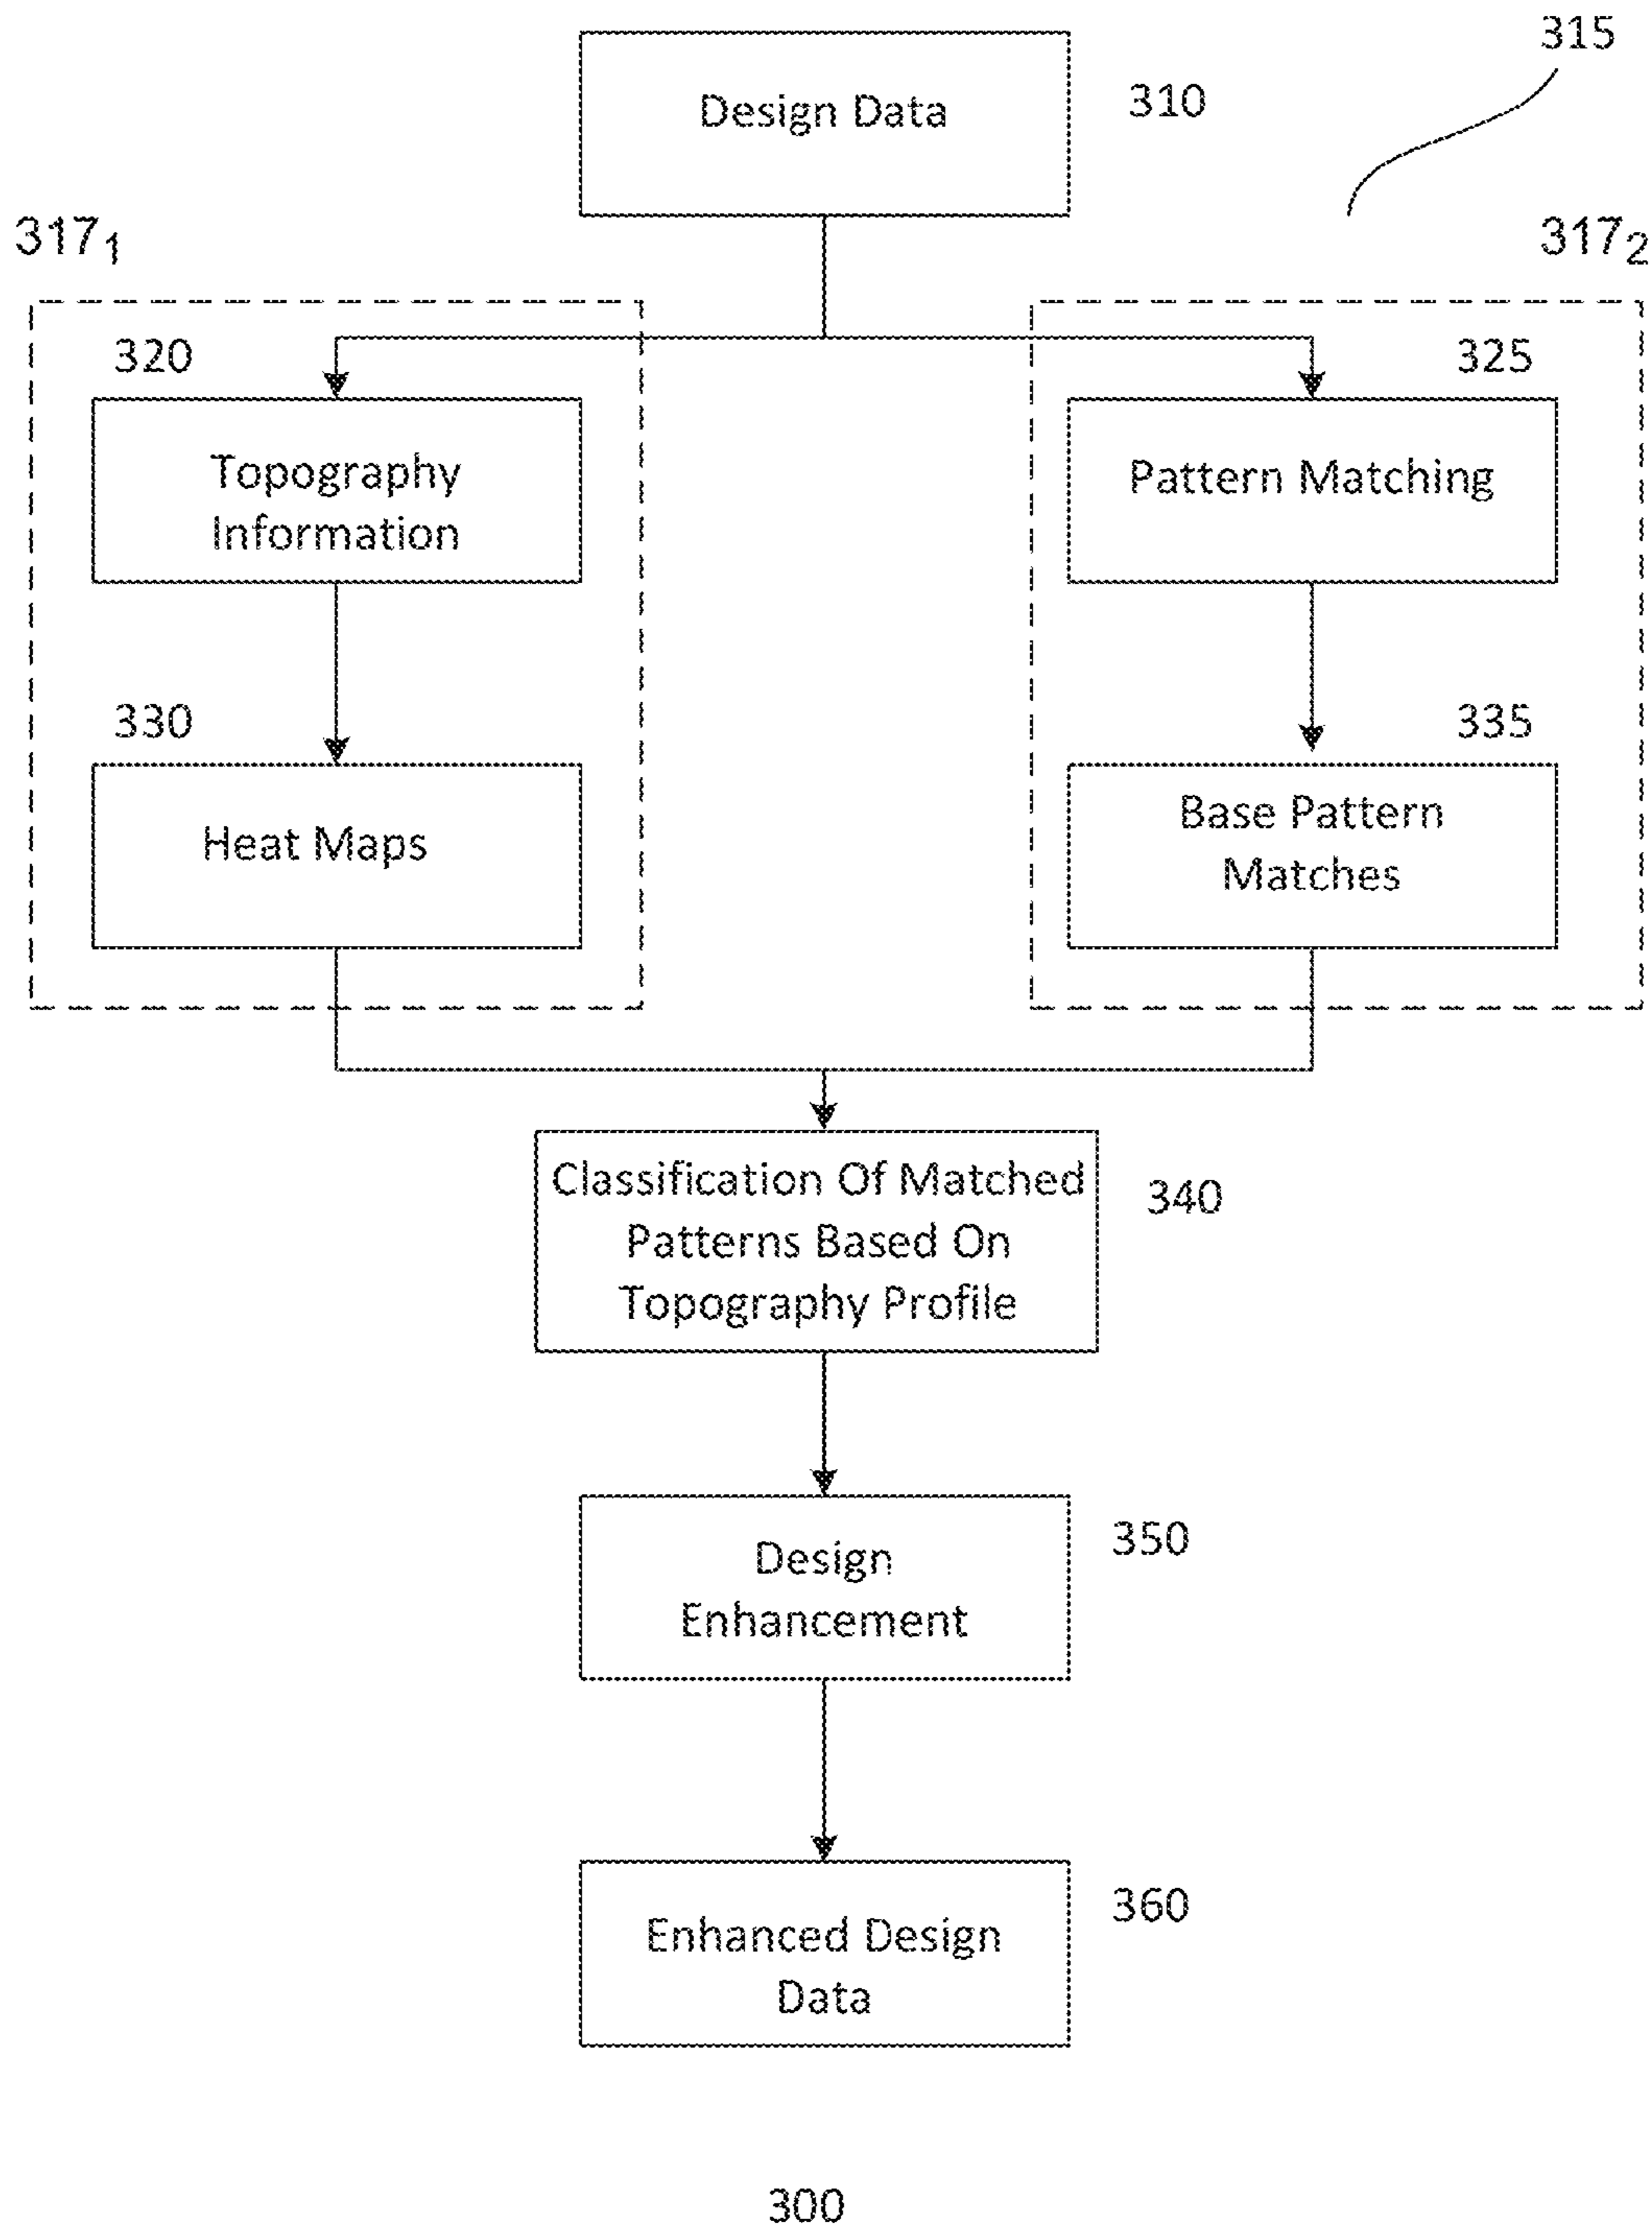 315
Design Data
310
317₁
317₂
320
325
Topography
Information
Pattern Matching
330
335
Heat Maps
Base Pattern
Matches
Classification Of Matched
Patterns Based On
Topography Profile
340
Design
Enhancement
350
Enhanced Design
Data
360
300